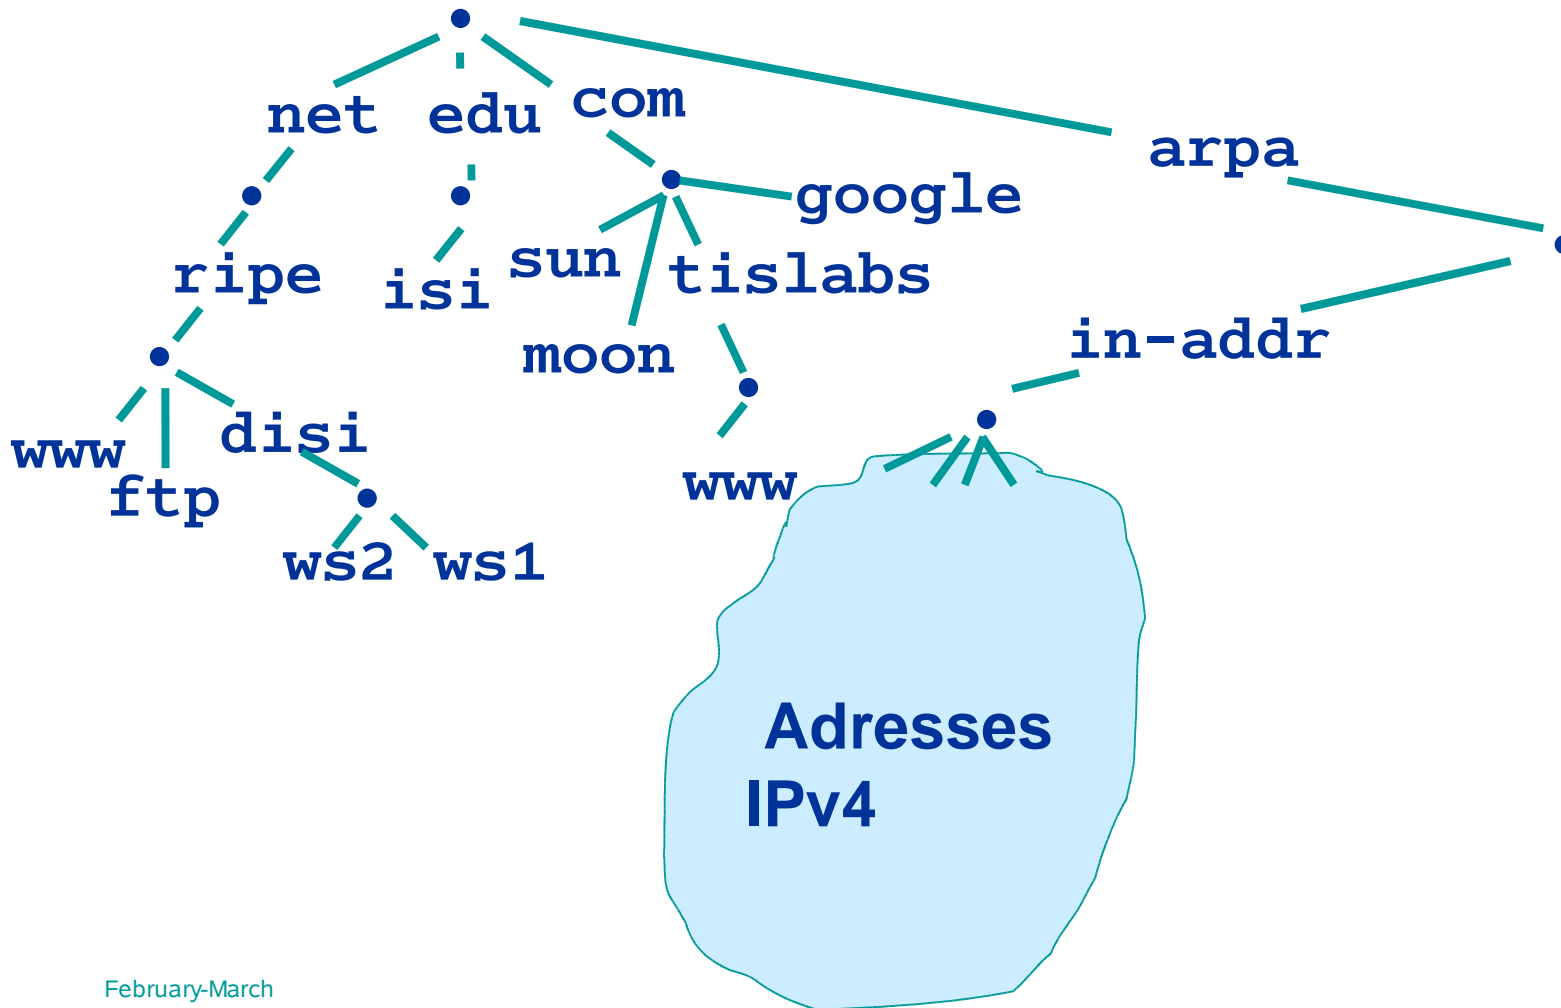 net edu com
arpa
google
sun
tislabs
ripe
isi
moon
in-addr
disi
www
ftp
www
ws2 ws1
Adresses
IPv4
February-March